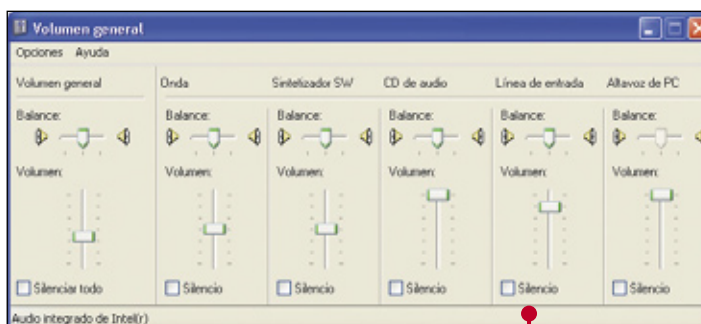 Volumen general
Opciones Ayuda
Volumen general Onda Sintetizador SW CD de audio Línea de entrada Altavoz de PC
Balance: Balance: Balance: Balance: Balance: Balance:
Volumen: Volumen: Volumen: Volumen: Volumen: Volumen:
Silenciar todo Silencio Silencio Silencio Silencio Silencio
Audio integrado de Intel(r)